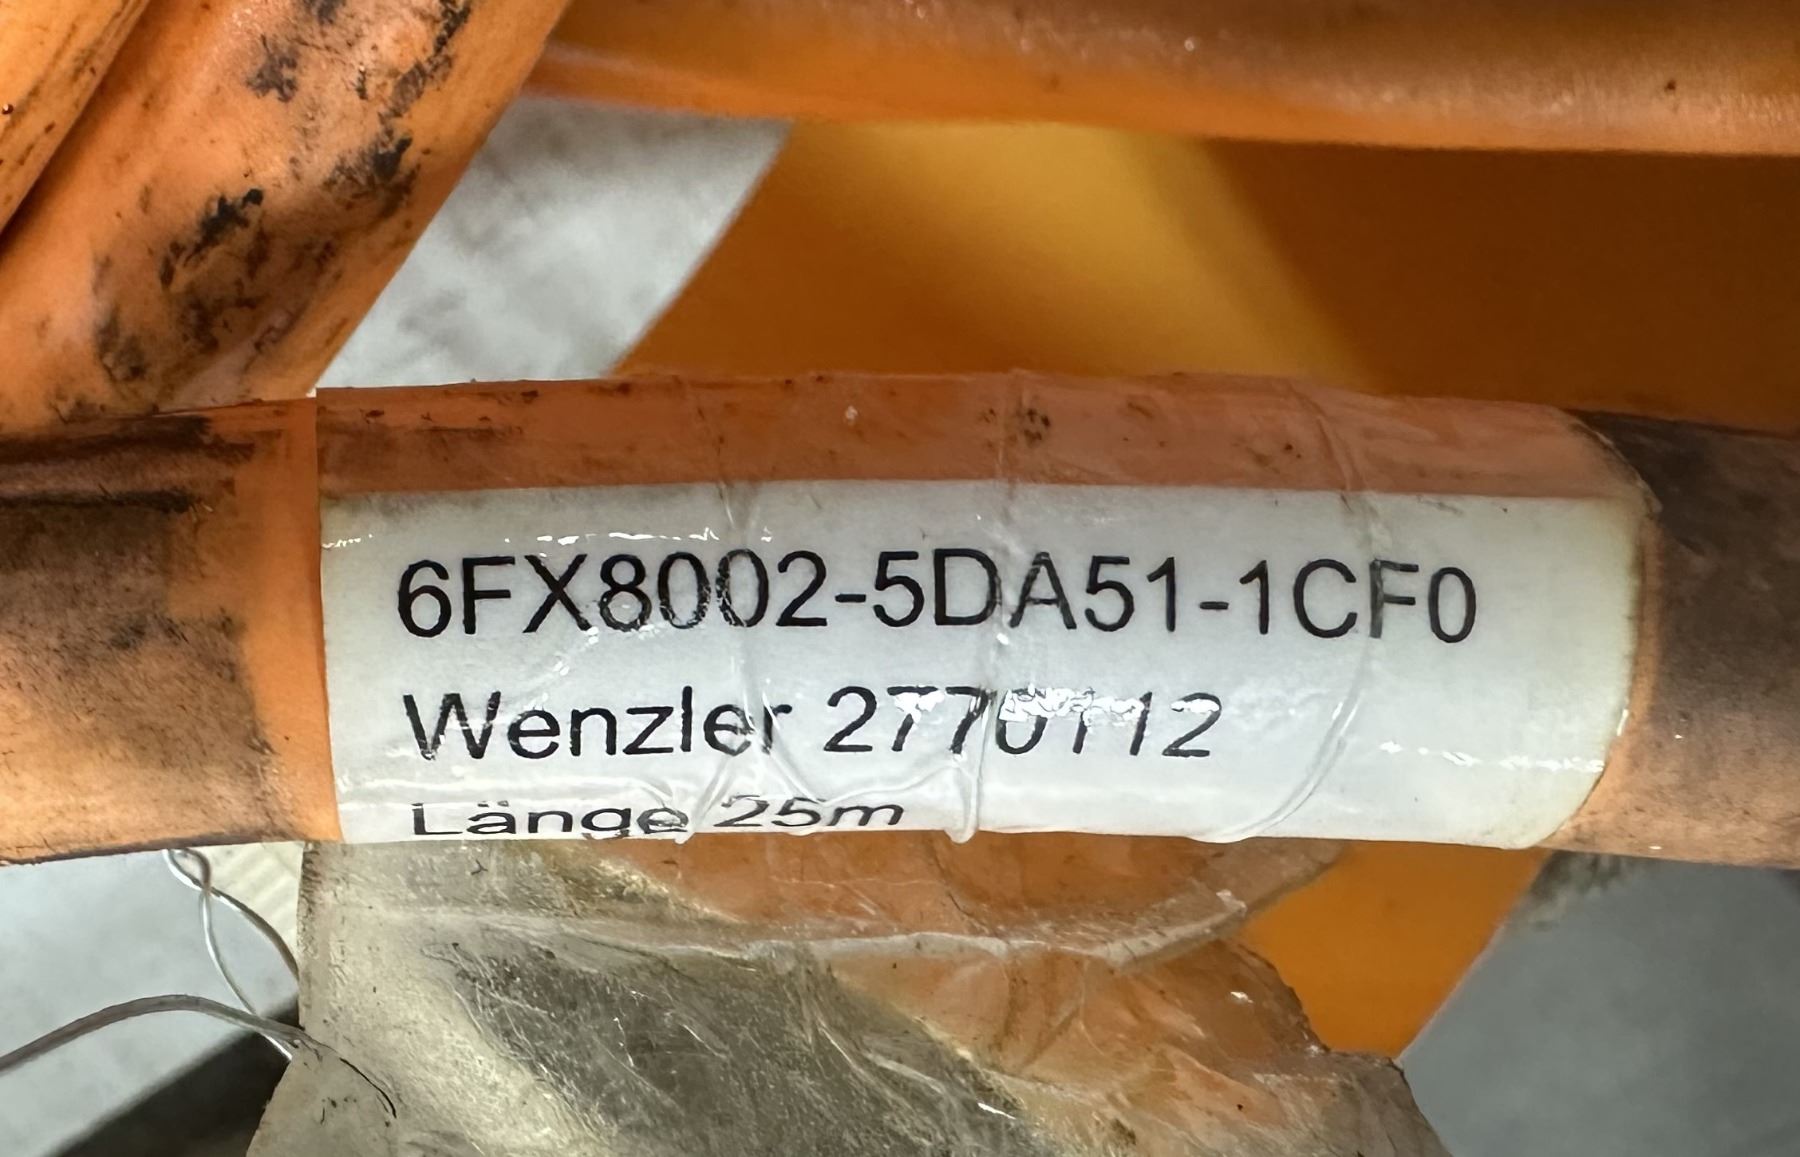 6FX8002-5DA51-1CF0
Wenzler 2770112
Länge 25m